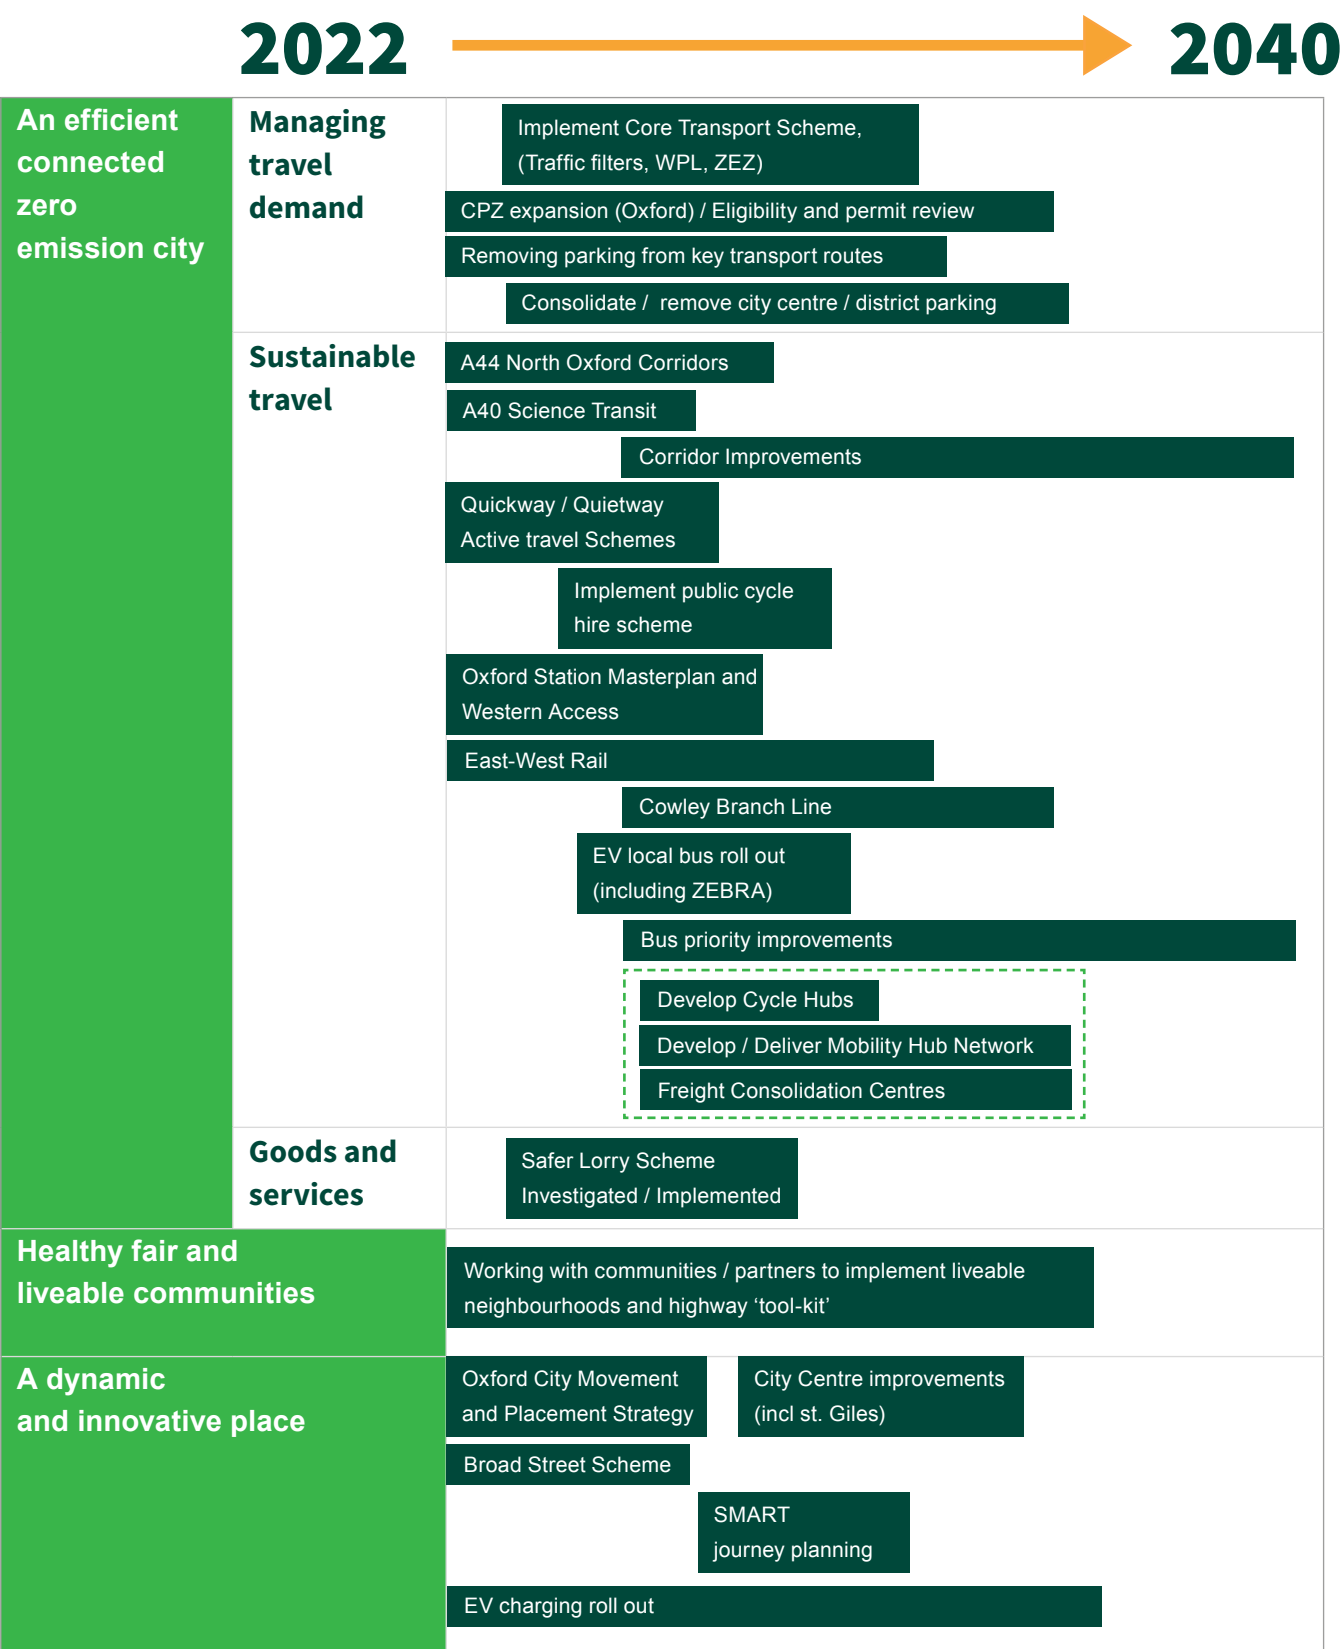 2022
2040
An efficient
connected
zero
emission city
Managing
travel
demand
Implement Core Transport Scheme,
(Traffic filters, WPL, ZEZ)
CPZ expansion (Oxford) / Eligibility and permit review
Removing parking from key transport routes
Consolidate / remove city centre / district parking
Sustainable
travel
A44 North Oxford Corridors
A40 Science Transit
Corridor Improvements
Quickway / Quietway
Active travel Schemes
Implement public cycle
hire scheme
Oxford Station Masterplan and
Western Access
East-West Rail
Cowley Branch Line
EV local bus roll out
(including ZEBRA)
Bus priority improvements
Develop Cycle Hubs
Develop / Deliver Mobility Hub Network
Freight Consolidation Centres
Goods and
services
Safer Lorry Scheme
Investigated / Implemented
Healthy fair and
liveable communities
Working with communities / partners to implement liveable
neighbourhoods and highway ‘tool-kit’
A dynamic
and innovative place
Oxford City Movement
and Placement Strategy
City Centre improvements
(incl st. Giles)
Broad Street Scheme
SMART
journey planning
EV charging roll out